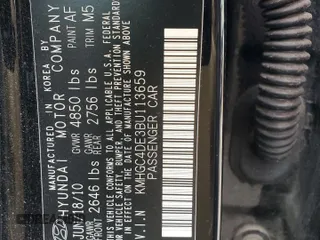 MADE IN KOREA
HYUNDAI MOTOR COMPANY
PAINT AF
TRIM M5
JUN/18/10
GVWR 4850 lbs
GAWR FRONT 2646 lbs
GAWR REAR 2756 lbs
THIS VEHICLE CONFORMS TO ALL APPLICABLE U.S.A. FEDERAL
MOTOR VEHICLE SAFETY, BUMPER, AND THEFT PREVENTION
STANDARDS IN EFFECT ON THE DATE OF MANUFACTURE
SHOWN ABOVE.
V.I.N KMHGC4DE3BU113659
PASSENGER CAR